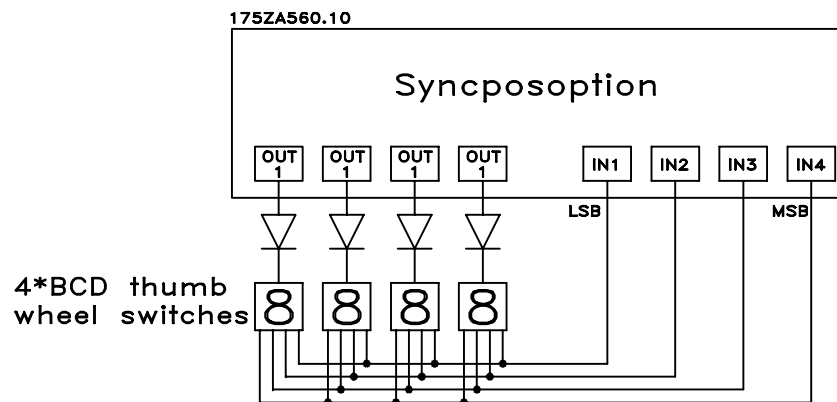 175ZA560.10
Syncposoption
OUT 1
OUT 1
OUT 1
OUT 1
IN1
IN2
IN3
IN4
LSB
MSB
4*BCD thumb
wheel switches
8
8
8
8